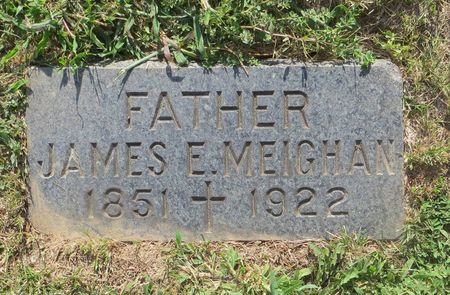 FATHER
JAMES E. MEIGHAN
1851 † 1922